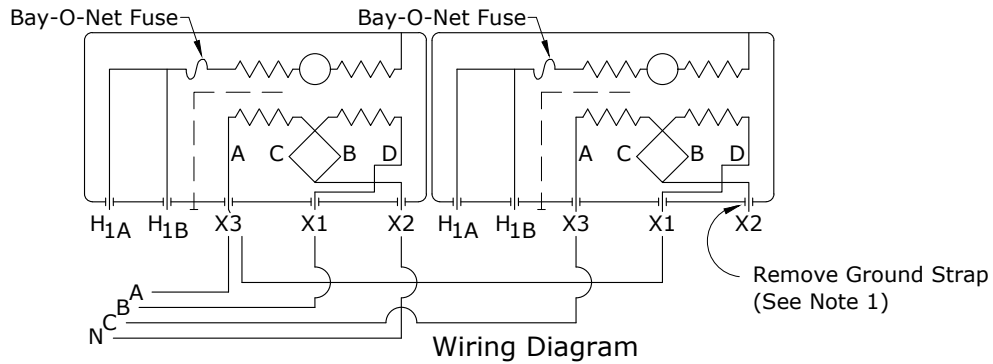 Bay-O-Net Fuse Bay-O-Net Fuse
A C B D A C B D
H1A H1B X3 X1 X2 H1A H1B X3 X1 X2
A
B
C
N
Remove Ground Strap
(See Note 1)
Wiring Diagram